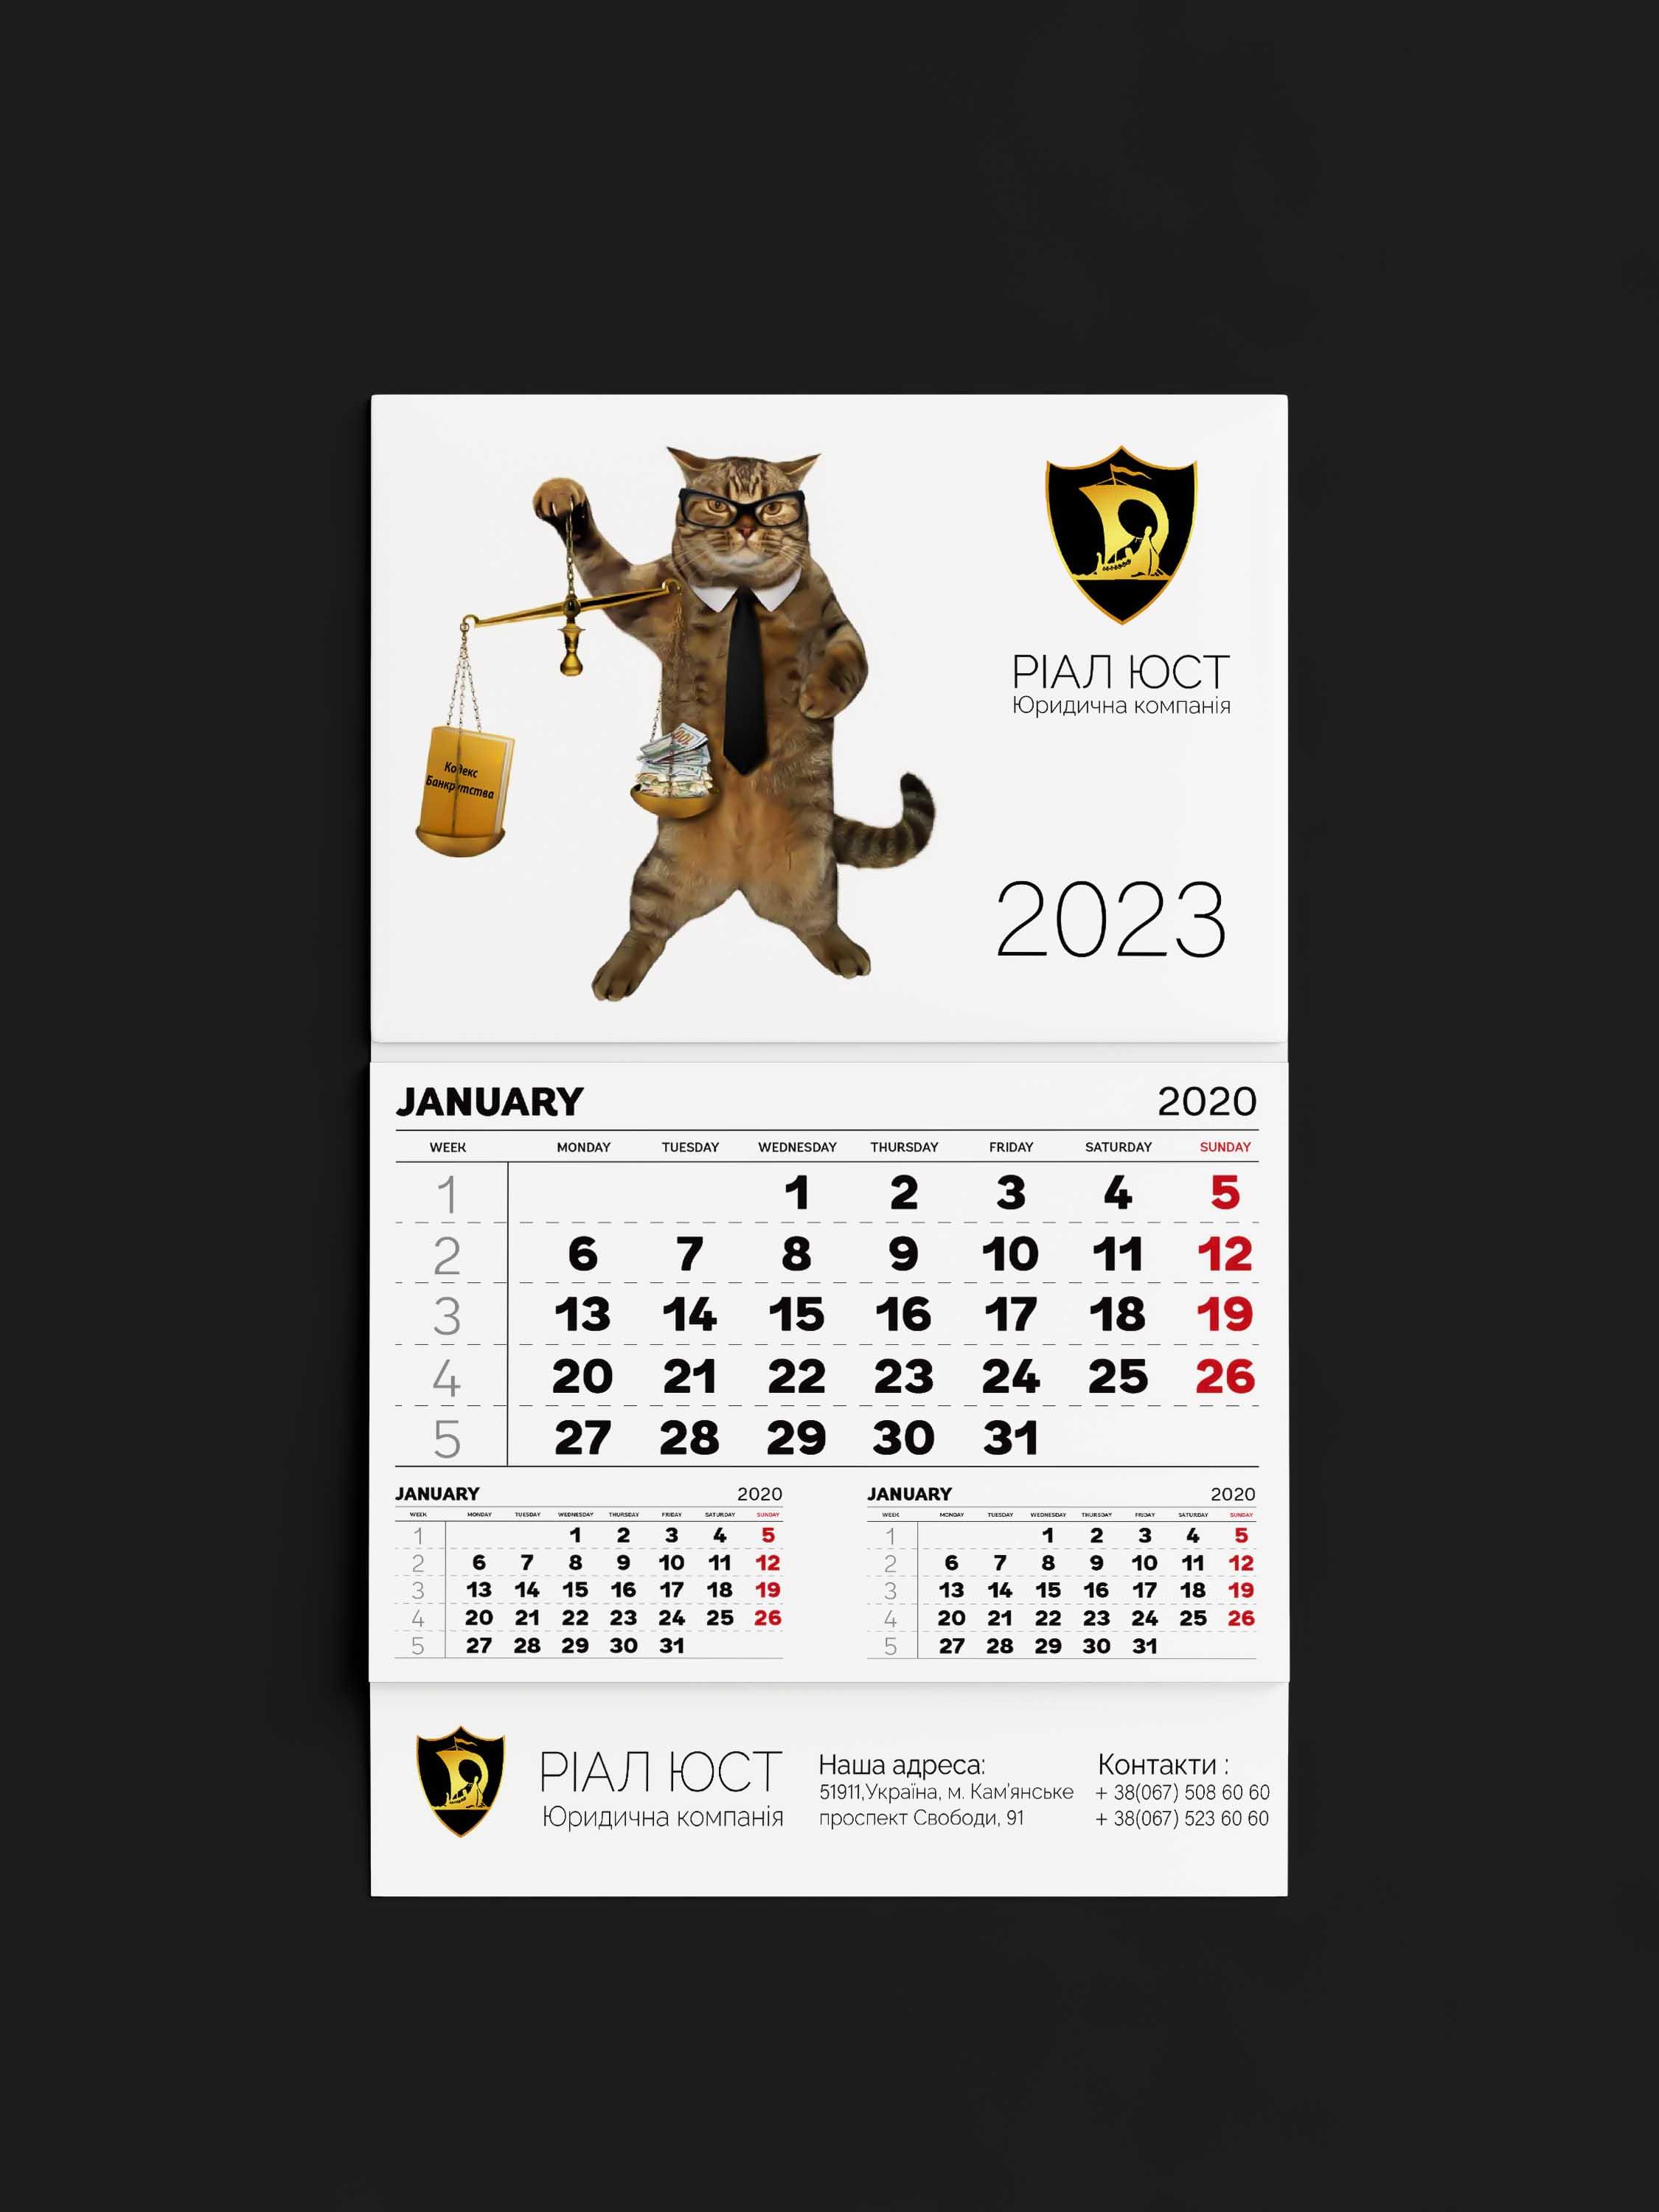 Кодекс
Банкрутства
РІАЛ ЮСТ
Юридична компанія
2023
JANUARY 2020
WEEK MONDAY TUESDAY WEDNESDAY THURSDAY FRIDAY SATURDAY SUNDAY
1 1 2 3 4 5
2 6 7 8 9 10 11 12
3 13 14 15 16 17 18 19
4 20 21 22 23 24 25 26
5 27 28 29 30 31
JANUARY 2020
WEEK MONDAY TUESDAY WEDNESDAY THURSDAY FRIDAY SATURDAY SUNDAY
1 1 2 3 4 5
2 6 7 8 9 10 11 12
3 13 14 15 16 17 18 19
4 20 21 22 23 24 25 26
5 27 28 29 30 31
JANUARY 2020
WEEK MONDAY TUESDAY WEDNESDAY THURSDAY FRIDAY SATURDAY SUNDAY
1 1 2 3 4 5
2 6 7 8 9 10 11 12
3 13 14 15 16 17 18 19
4 20 21 22 23 24 25 26
5 27 28 29 30 31
РІАЛ ЮСТ
Юридична компанія
Наша адреса:
51911,Україна, м. Кам'янське
проспект Свободи, 91
Контакти :
+ 38(067) 508 60 60
+ 38(067) 523 60 60